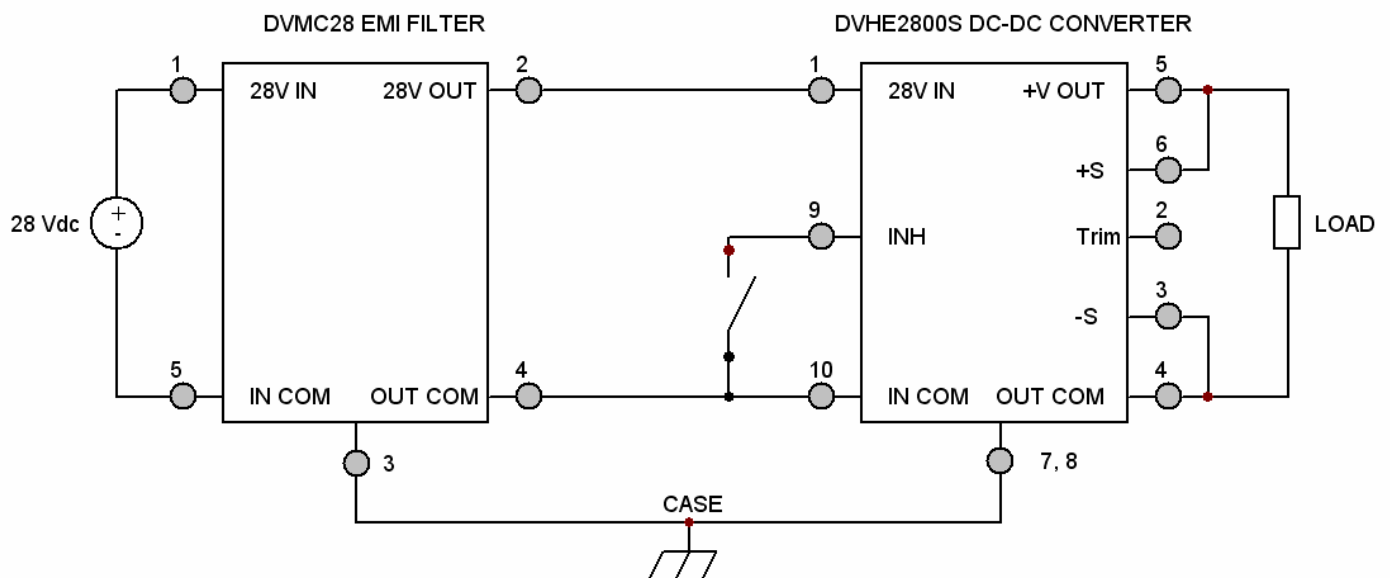 DVMC28 EMI FILTER
DVHE2800S DC-DC CONVERTER
1
28V IN
28V OUT
2
1
28V IN
+V OUT
5
6
+S
28 Vdc
+
-
9
INH
Trim
2
LOAD
3
-S
5
IN COM
OUT COM
4
10
IN COM
OUT COM
4
3
7, 8
CASE